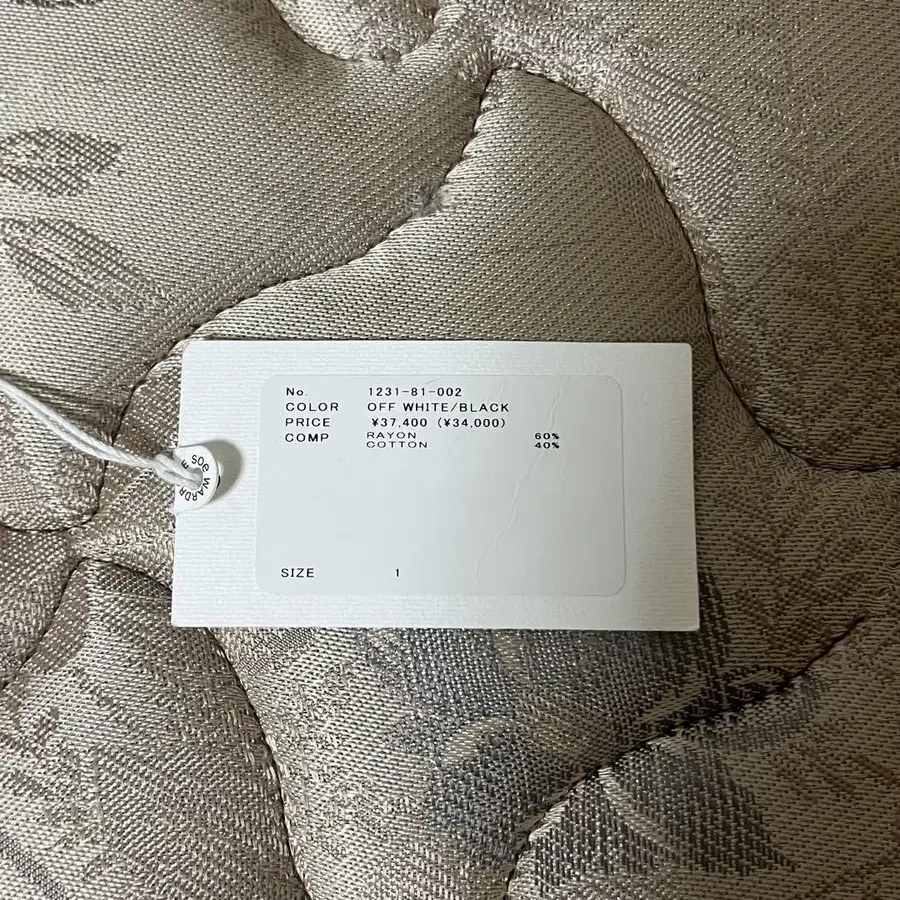 No. 1231-81-002
COLOR OFF WHITE/BLACK
PRICE ¥37,400 (¥34,000)
COMP RAYON 60%
COTTON 40%
SIZE 1